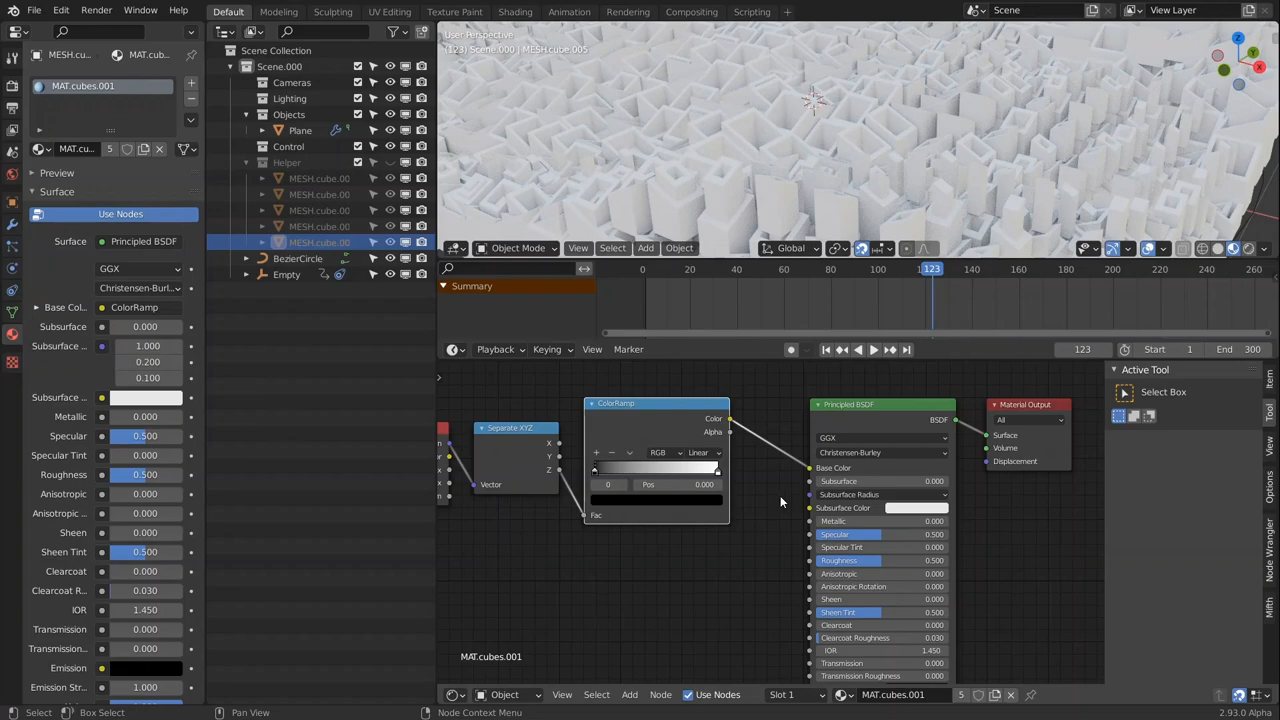 File Edit Render Window Help Default Modeling Sculpting UV Editing Texture Paint Shading Animation Rendering Compositing Scripting + Scene View Layer
MESH.cu... MAT.cub...
MAT.cubes.001
MAT.cu... 5
Preview
Surface
Use Nodes
Surface Principled BSDF
GGX
Christensen-Burl..
Base Col... ColorRamp
Subsurface 0.000
Subsurface .. 1.000
0.200
0.100
Subsurface ..
Metallic 0.000
Specular 0.500
Specular Tint 0.000
Roughness 0.500
Anisotropic 0.000
Anisotropic .. 0.000
Sheen 0.000
Sheen Tint 0.500
Clearcoat 0.000
Clearcoat R... 0.030
IOR 1.450
Transmission 0.000
Transmission... 0.000
Emission
Emission Str... 1.000
Scene Collection
Scene.000
Cameras
Lighting
Objects
Plane
Control
Helper
MESH.cube.00
MESH.cube.00
MESH.cube.00
MESH.cube.00
MESH.cube.00
BezierCircle
Empty
User Perspective
(123) Scene.000 | MESH.cube.005
Z
Y
X
Object Mode View Select Add Object Global
0 20 40 60 80 100 123 140 160 180 200 220 240 260
Summary
Playback Keying View Marker 123 Start 1 End 300
Separate XYZ
X
Y
Z
Vector
ColorRamp
Color
Alpha
RGB Linear
0 Pos 0.000
Fac
Principled BSDF
BSDF
GGX
Christensen-Burley
Base Color
Subsurface 0.000
Subsurface Radius
Subsurface Color
Metallic 0.000
Specular 0.500
Specular Tint 0.000
Roughness 0.500
Anisotropic 0.000
Anisotropic Rotation 0.000
Sheen 0.000
Sheen Tint 0.500
Clearcoat 0.000
Clearcoat Roughness 0.030
IOR 1.450
Transmission 0.000
Transmission Roughness 0.000
Material Output
All
Surface
Volume
Displacement
Active Tool
Select Box
Item
Tool
View
Options
Node Wrangler
Mifth
MAT.cubes.001
Object View Select Add Node Use Nodes Slot 1 MAT.cubes.001 5
Select Box Select Pan View Node Context Menu 2.93.0 Alpha